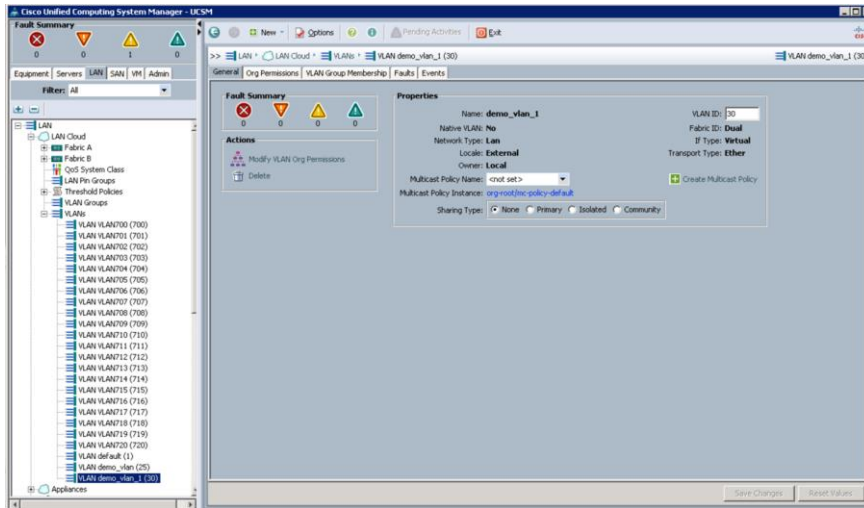 Cisco Unified Computing System Manager - UCSM
Fault Summary
0 0 1 0
Equipment Servers LAN SAN VM Admin
Filter: All
LAN
LAN Cloud
Fabric A
Fabric B
QoS System Class
LAN Pin Groups
Threshold Policies
VLAN Groups
VLANs
VLAN VLAN700 (700)
VLAN VLAN701 (701)
VLAN VLAN702 (702)
VLAN VLAN703 (703)
VLAN VLAN704 (704)
VLAN VLAN705 (705)
VLAN VLAN706 (706)
VLAN VLAN707 (707)
VLAN VLAN708 (708)
VLAN VLAN709 (709)
VLAN VLAN710 (710)
VLAN VLAN711 (711)
VLAN VLAN712 (712)
VLAN VLAN713 (713)
VLAN VLAN714 (714)
VLAN VLAN715 (715)
VLAN VLAN716 (716)
VLAN VLAN717 (717)
VLAN VLAN718 (718)
VLAN VLAN719 (719)
VLAN VLAN720 (720)
VLAN default (1)
VLAN demo_vlan (25)
VLAN demo_vlan_1 (30)
Appliances
New Options Pending Activities Exit
>> LAN LAN Cloud VLANs VLAN demo_vlan_1 (30) VLAN demo_vlan_1 (30
General Org Permissions VLAN Group Membership Faults Events
Fault Summary
0 0 0 0
Actions
Modify VLAN Org Permissions
Delete
Properties
Name: demo_vlan_1 VLAN ID: 30
Native VLAN: No Fabric ID: Dual
Network Type: Lan If Type: Virtual
Locale: External Transport Type: Ether
Owner: Local
Multicast Policy Name: <not set> Create Multicast Policy
Multicast Policy Instance: org-root/mc-policy-default
Sharing Type: None Primary Isolated Community
Save Changes Reset Values